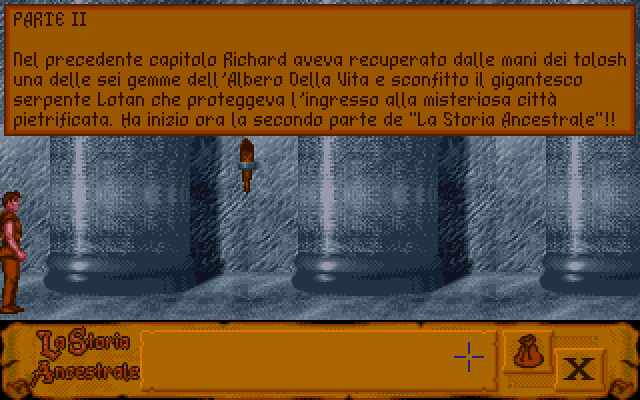 PARTE II
Nel precedente capitolo Richard aveva recuperato dalle mani dei tolosh
una delle sei gemme dell'Albero Della Vita e sconfitto il gigantesco
serpente Lotan che proteggeva l'ingresso alla misteriosa città
pietrificata. Ha inizio ora la seconda parte de "La Storia Ancestrale"!!
La Storia
Ancestrale
X